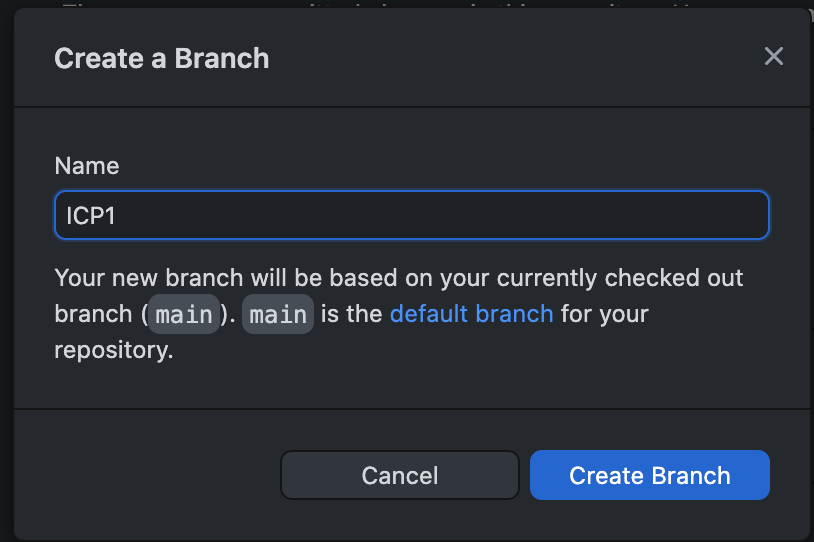 Create a Branch
Name
ICP1
Your new branch will be based on your currently checked out
branch (main). main is the default branch for your
repository.
Cancel
Create Branch